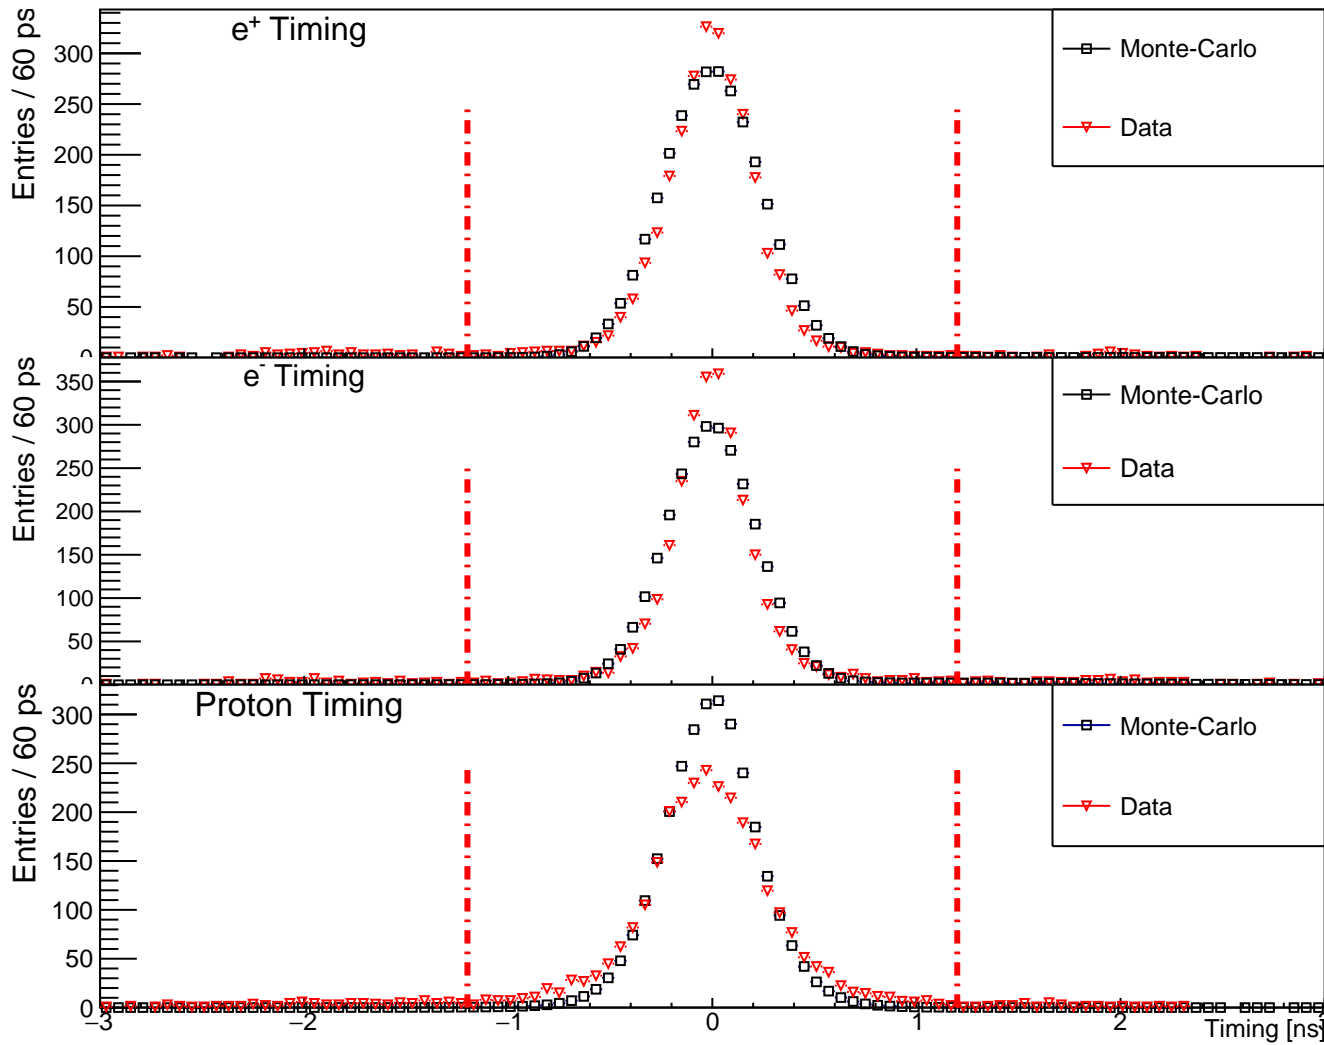 e+ Timing
Entries / 60 ps
300
250
200
150
100
50
0
Monte-Carlo
Data
e- Timing
Entries / 60 ps
350
300
250
200
150
100
50
0
Monte-Carlo
Data
Proton Timing
Entries / 60 ps
300
250
200
150
100
50
0
Monte-Carlo
Data
−3 −2 −1 0 1 2 3
Timing [ns]